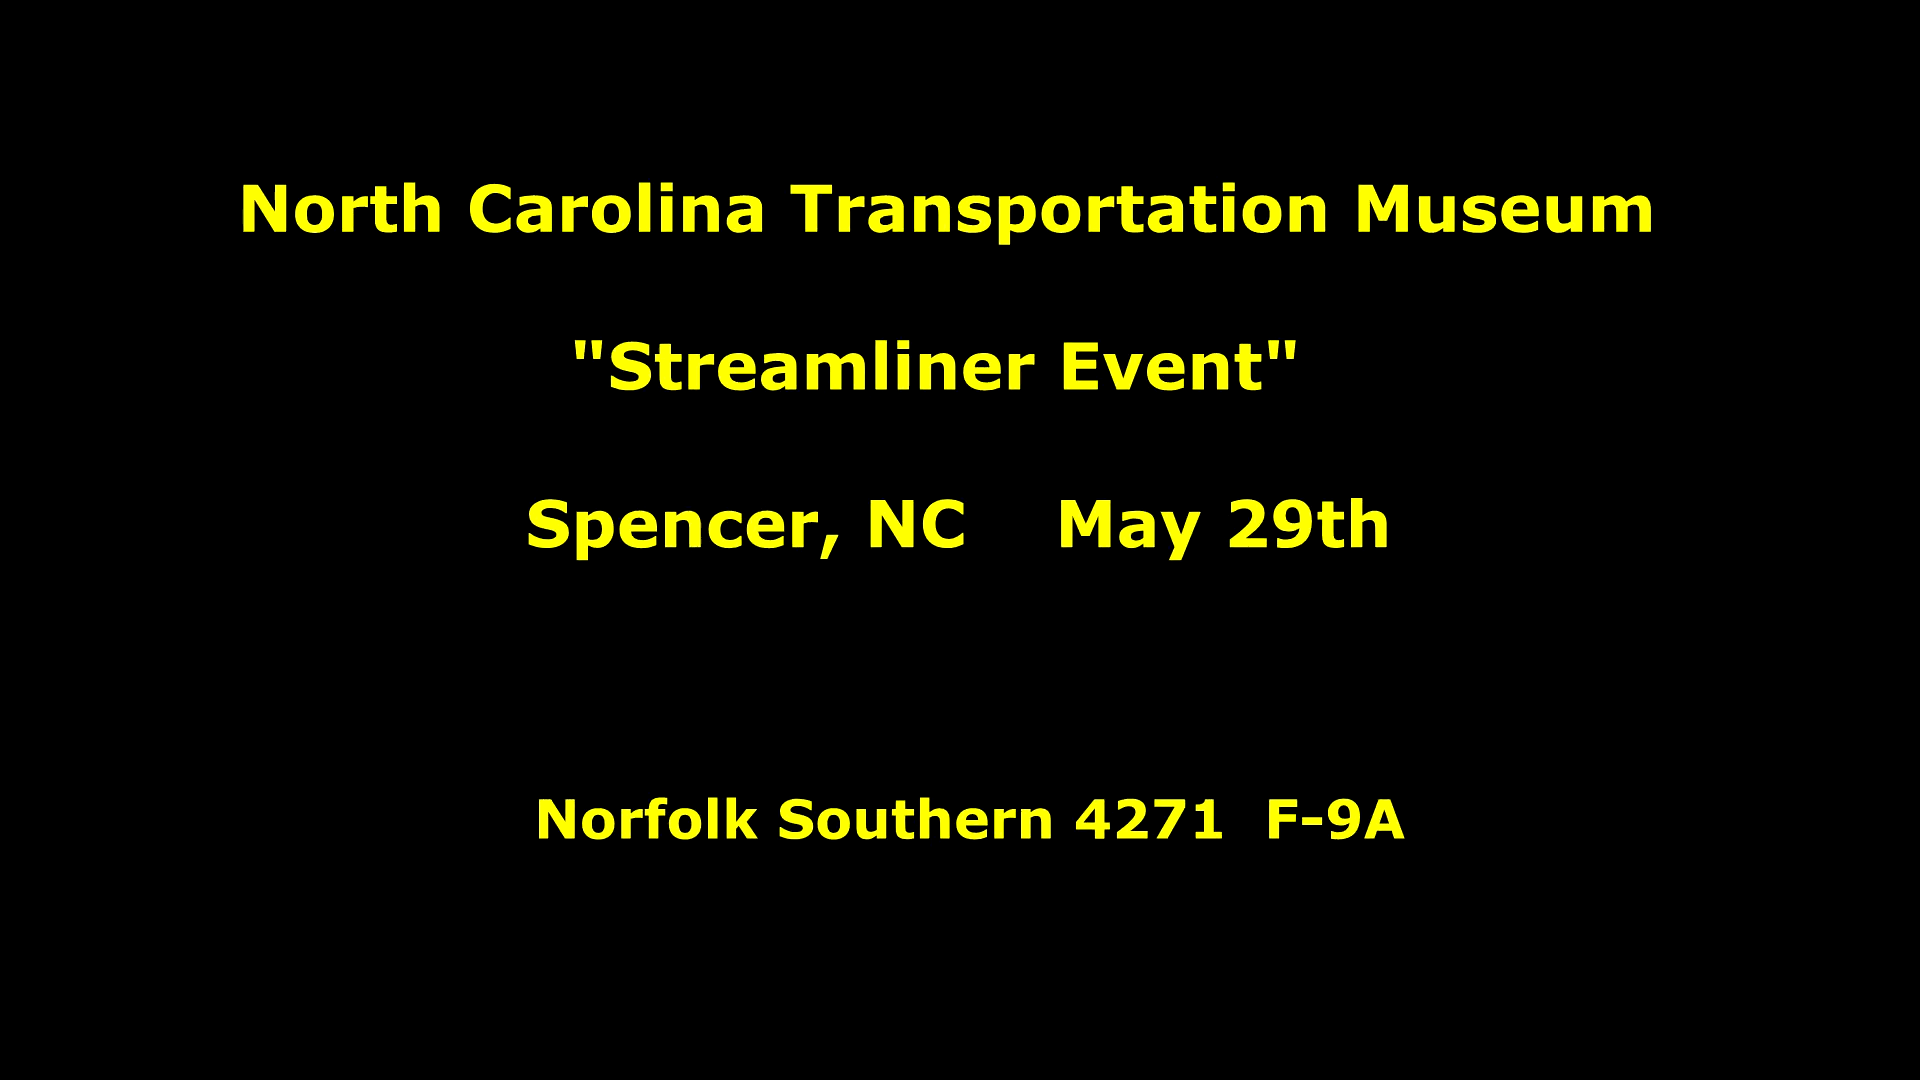 North Carolina Transportation Museum
"Streamliner Event"
Spencer, NC    May 29th
Norfolk Southern 4271  F-9A